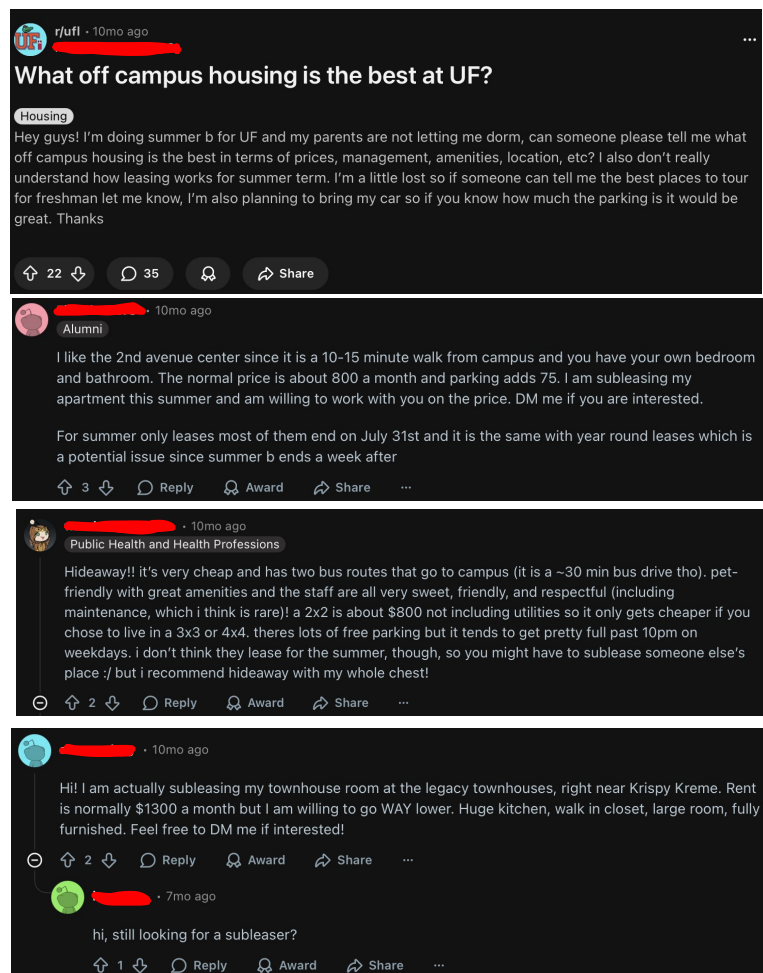 r/ufl · 10mo ago
What off campus housing is the best at UF?
Housing
Hey guys! I'm doing summer b for UF and my parents are not letting me dorm, can someone please tell me what
off campus housing is the best in terms of prices, management, amenities, location, etc? I also don't really
understand how leasing works for summer term. I'm a little lost so if someone can tell me the best places to tour
for freshman let me know, I'm also planning to bring my car so if you know how much the parking is it would be
great. Thanks
22 35 Share
· 10mo ago
Alumni
I like the 2nd avenue center since it is a 10-15 minute walk from campus and you have your own bedroom
and bathroom. The normal price is about 800 a month and parking adds 75. I am subleasing my
apartment this summer and am willing to work with you on the price. DM me if you are interested.
For summer only leases most of them end on July 31st and it is the same with year round leases which is
a potential issue since summer b ends a week after
3 Reply Award Share ...
· 10mo ago
Public Health and Health Professions
Hideaway!! it's very cheap and has two bus routes that go to campus (it is a ~30 min bus drive tho). pet-
friendly with great amenities and the staff are all very sweet, friendly, and respectful (including
maintenance, which i think is rare)! a 2x2 is about $800 not including utilities so it only gets cheaper if you
chose to live in a 3x3 or 4x4. theres lots of free parking but it tends to get pretty full past 10pm on
weekdays. i don't think they lease for the summer, though, so you might have to sublease someone else's
place :/ but i recommend hideaway with my whole chest!
2 Reply Award Share ...
· 10mo ago
Hi! I am actually subleasing my townhouse room at the legacy townhouses, right near Krispy Kreme. Rent
is normally $1300 a month but I am willing to go WAY lower. Huge kitchen, walk in closet, large room, fully
furnished. Feel free to DM me if interested!
2 Reply Award Share ...
· 7mo ago
hi, still looking for a subleaser?
1 Reply Award Share ...